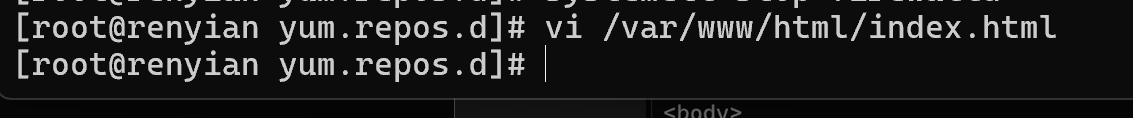 [root@renyian yum.repos.d]# vi /var/www/html/index.html
[root@renyian yum.repos.d]#
<body>